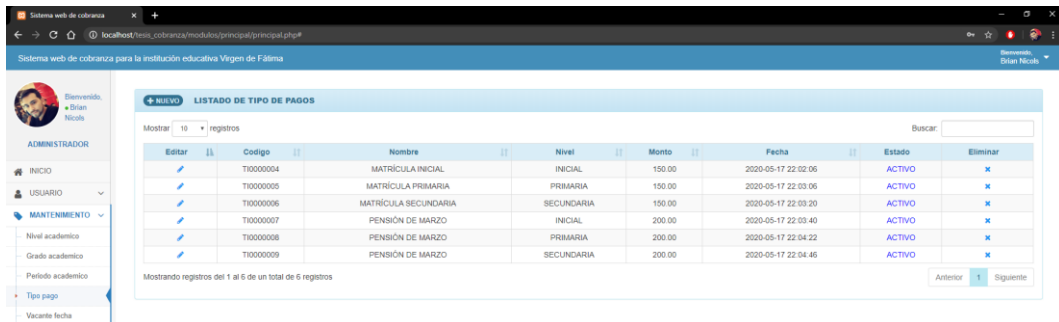 Sistema web de cobranza
localhost/tesis_cobranza/modulos/principal/principal.php#
Sistema web de cobranza para la institución educativa Virgen de Fátima
Bienvenido,
Brian Nicols
Bienvenido,
Brian
Nicols
ADMINISTRADOR
INICIO
USUARIO
MANTENIMIENTO
Nivel academico
Grado academico
Periodo academico
Tipo pago
Vacante fecha
+ NUEVO LISTADO DE TIPO DE PAGOS
Mostrar 10 registros Buscar:
Editar Codigo Nombre Nivel Monto Fecha Estado Eliminar
TI0000004 MATRÍCULA INICIAL INICIAL 150.00 2020-05-17 22:02:06 ACTIVO
TI0000005 MATRÍCULA PRIMARIA PRIMARIA 150.00 2020-05-17 22:03:06 ACTIVO
TI0000006 MATRÍCULA SECUNDARIA SECUNDARIA 150.00 2020-05-17 22:03:20 ACTIVO
TI0000007 PENSIÓN DE MARZO INICIAL 200.00 2020-05-17 22:03:40 ACTIVO
TI0000008 PENSIÓN DE MARZO PRIMARIA 200.00 2020-05-17 22:04:22 ACTIVO
TI0000009 PENSIÓN DE MARZO SECUNDARIA 200.00 2020-05-17 22:04:46 ACTIVO
Mostrando registros del 1 al 6 de un total de 6 registros
Anterior 1 Siguiente